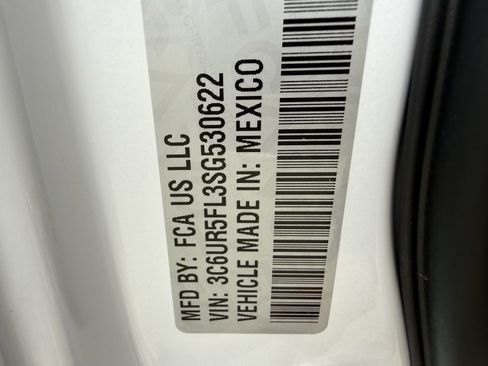 MFD BY: FCA US LLC
VIN: 3C6UR5FL3SG530622
VEHICLE MADE IN: MEXICO